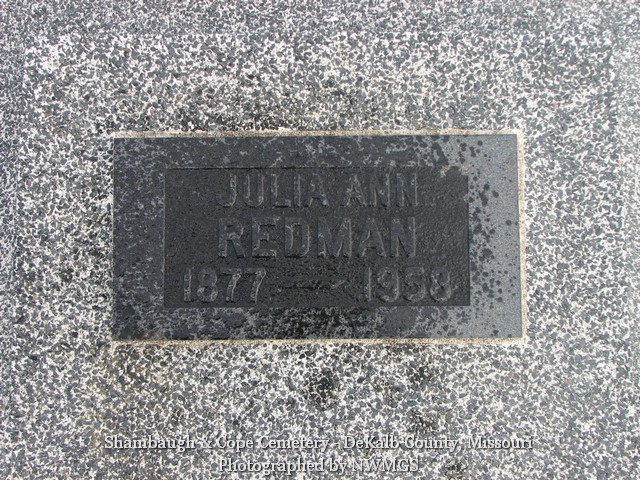 JULIA ANN
REDMAN
1877 — 1958
Shambaugh & Cope Cemetery - DeKalb County, Missouri
Photographed by NWMGS